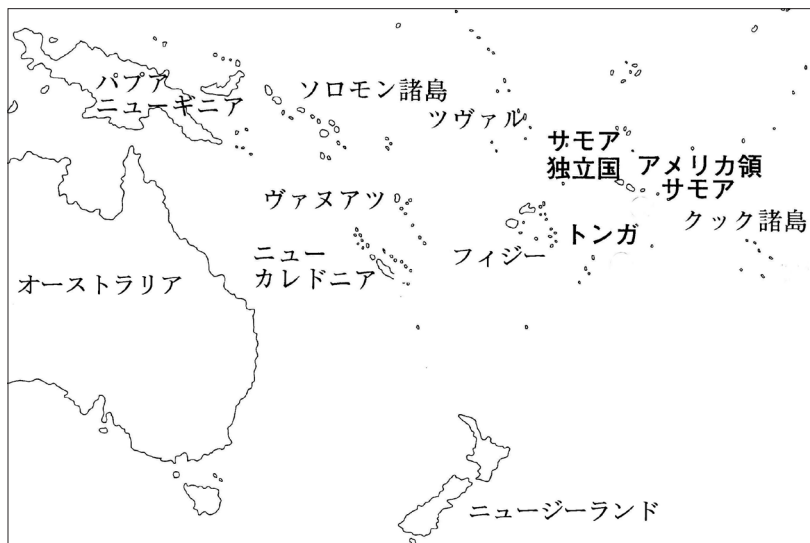 パプア
ニューギニア
ソロモン諸島
ツヴァル
サモア
独立国
アメリカ領
サモア
ヴァヌアツ
クック諸島
トンガ
フィジー
ニュー
カレドニア
オーストラリア
ニュージーランド